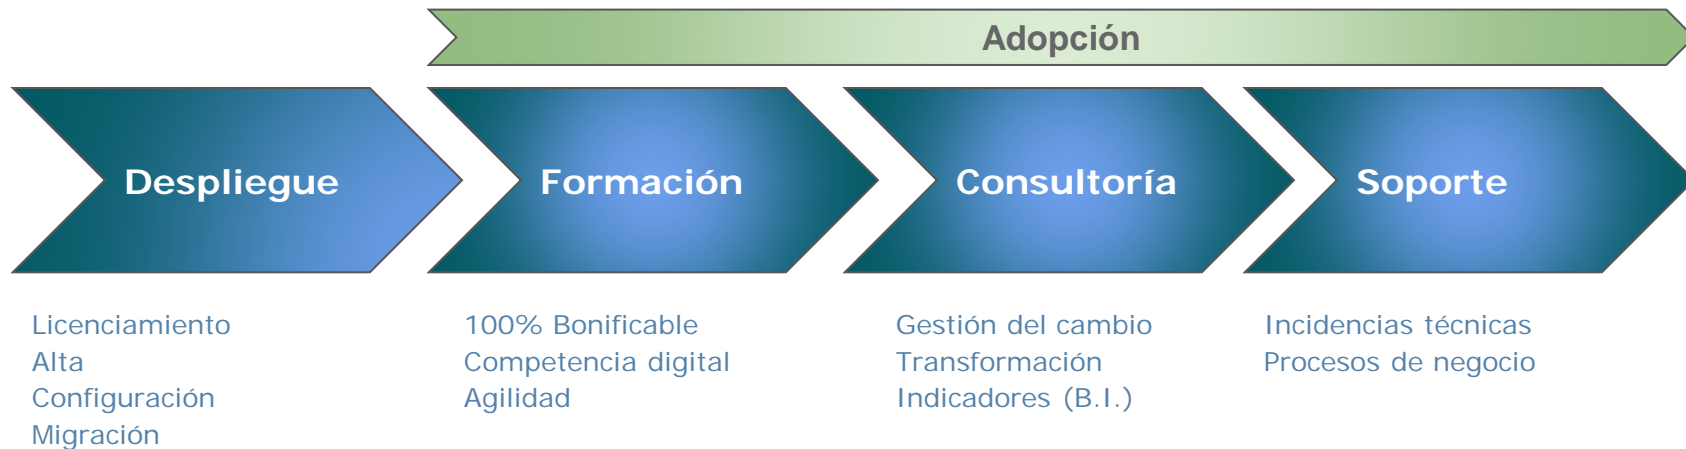 Adopción
Despliegue
Formación
Consultoría
Soporte
Licenciamiento
Alta
Configuración
Migración
100% Bonificable
Competencia digital
Agilidad
Gestión del cambio
Transformación
Indicadores (B.I.)
Incidencias técnicas
Procesos de negocio